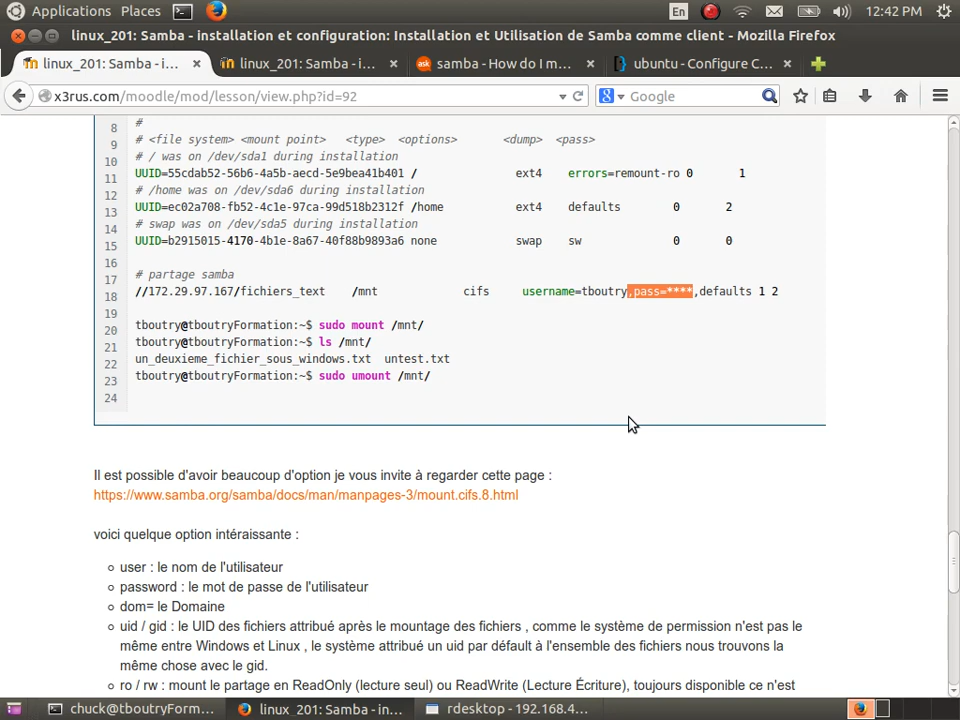 Applications Places En 12:42 PM
linux_201: Samba - installation et configuration: Installation et Utilisation de Samba comme client - Mozilla Firefox
linux_201: Samba - i... linux_201: Samba - i... samba - How do I m... ubuntu - Configure C...
x3rus.com/moodle/mod/lesson/view.php?id=92 Google
8 #
9 # <file system> <mount point> <type> <options> <dump> <pass>
10 # / was on /dev/sda1 during installation
11 UUID=55cdab52-56b6-4a5b-aecd-5e9bea41b401 / ext4 errors=remount-ro 0 1
12 # /home was on /dev/sda6 during installation
13 UUID=ec02a708-fb52-4c1e-97ca-99d518b2312f /home ext4 defaults 0 2
14 # swap was on /dev/sda5 during installation
15 UUID=b2915015-4170-4b1e-8a67-40f88b9893a6 none swap sw 0 0
16
17 # partage samba
18 //172.29.97.167/fichiers_text /mnt cifs username=tboutry,pass=****,defaults 1 2
19
20 tboutry@tboutryFormation:~$ sudo mount /mnt/
21 tboutry@tboutryFormation:~$ ls /mnt/
22 un_deuxieme_fichier_sous_windows.txt untest.txt
23 tboutry@tboutryFormation:~$ sudo umount /mnt/
24
Il est possible d'avoir beaucoup d'option je vous invite à regarder cette page :
https://www.samba.org/samba/docs/man/manpages-3/mount.cifs.8.html
voici quelque option intéraissante :
user : le nom de l'utilisateur
password : le mot de passe de l'utilisateur
dom= le Domaine
uid / gid : le UID des fichiers attribué après le mountage des fichiers , comme le système de permission n'est pas le
même entre Windows et Linux , le système attribué un uid par défault à l'ensemble des fichiers nous trouvons la
même chose avec le gid.
ro / rw : mount le partage en ReadOnly (lecture seul) ou ReadWrite (Lecture Écriture), toujours disponible ce n'est
chuck@tboutryForm... linux_201: Samba - in... rdesktop - 192.168.4...